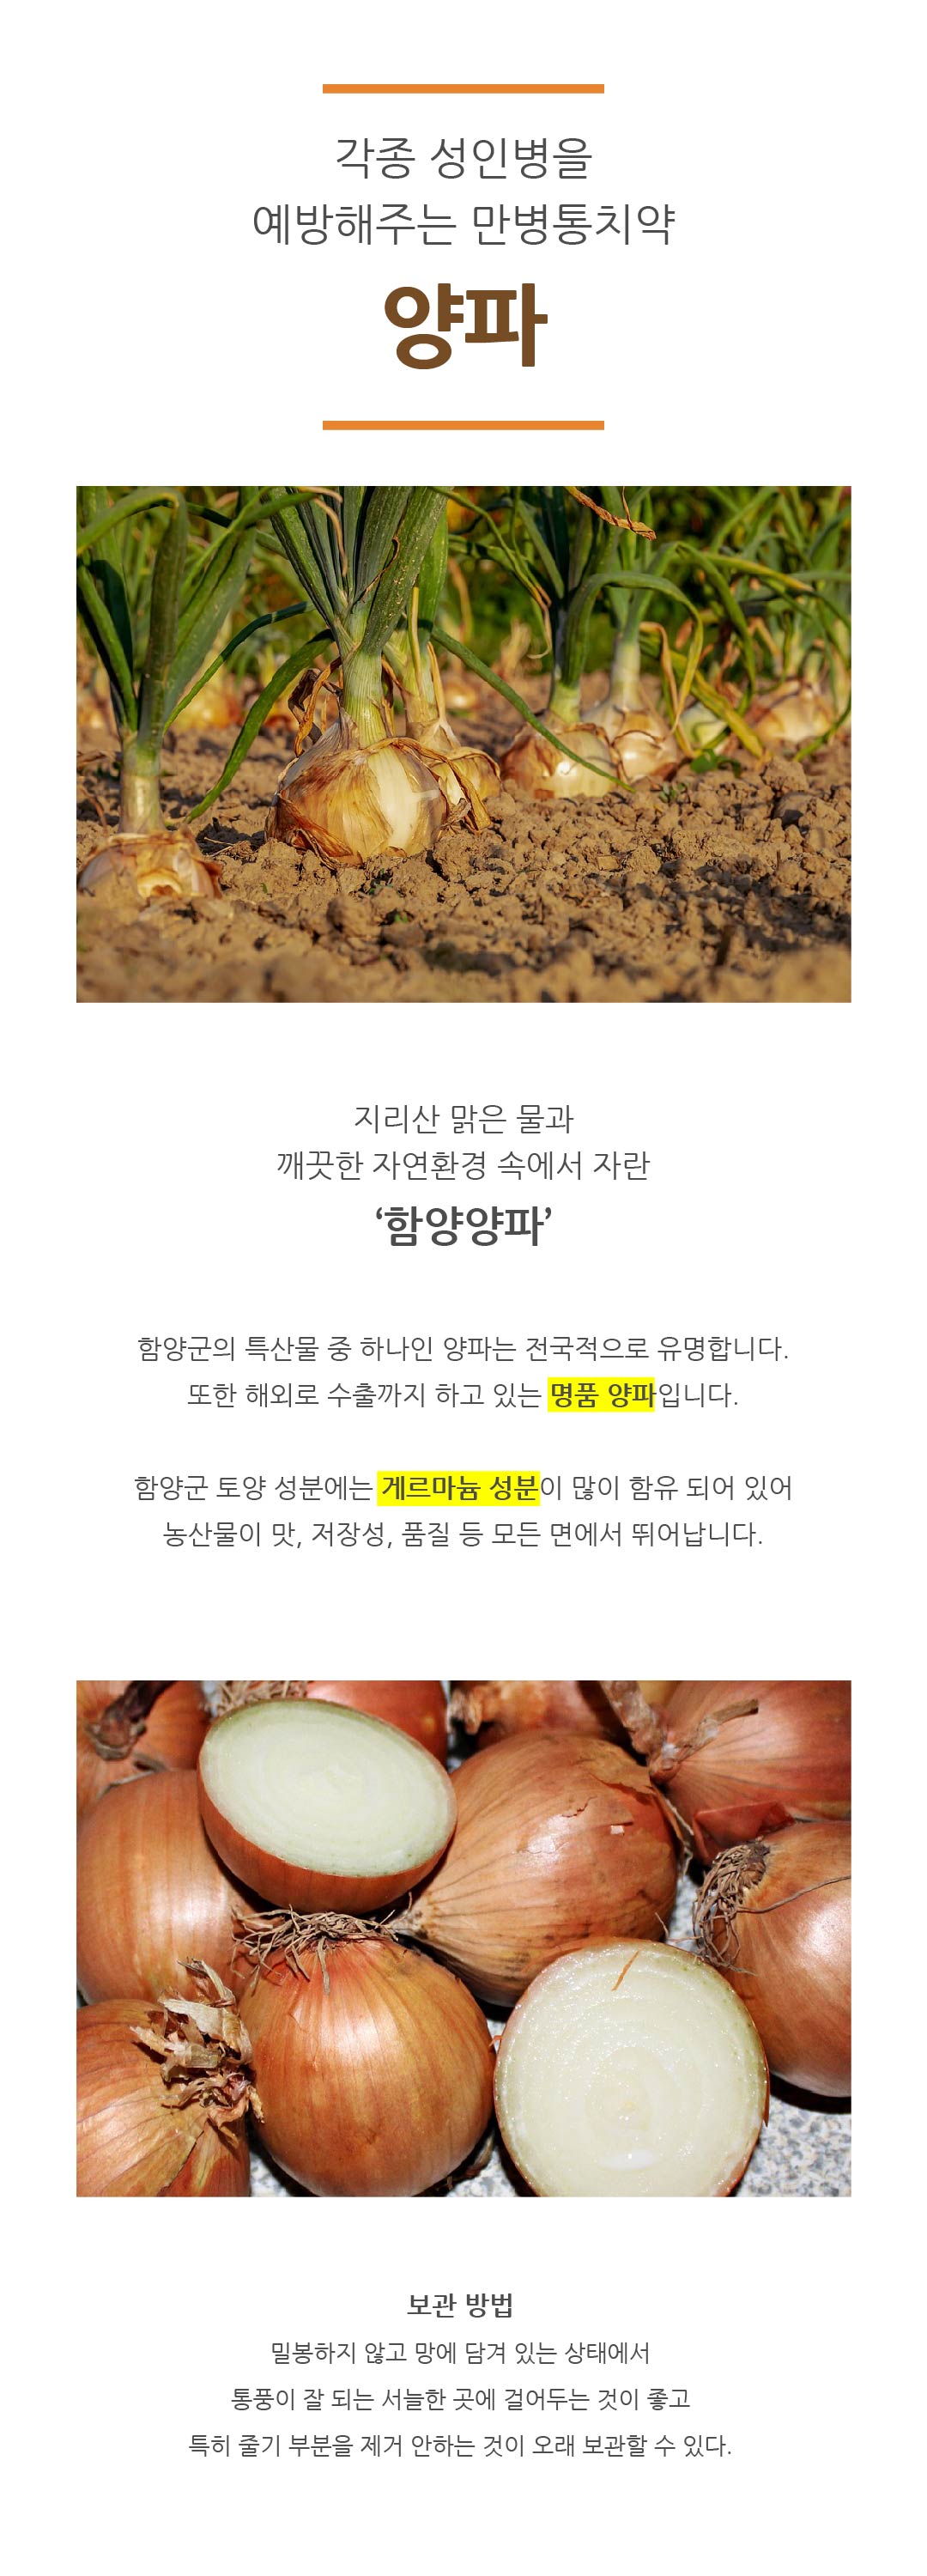 각종 성인병을
예방해주는 만병통치약
양파
지리산 맑은 물과
깨끗한 자연환경 속에서 자란
‘함양양파’
함양군의 특산물 중 하나인 양파는 전국적으로 유명합니다.
또한 해외로 수출까지 하고 있는 명품 양파입니다.
함양군 토양 성분에는 게르마늄 성분이 많이 함유 되어 있어
농산물이 맛, 저장성, 품질 등 모든 면에서 뛰어납니다.
보관 방법
밀봉하지 않고 망에 담겨 있는 상태에서
통풍이 잘 되는 서늘한 곳에 걸어두는 것이 좋고
특히 줄기 부분을 제거 안하는 것이 오래 보관할 수 있다.